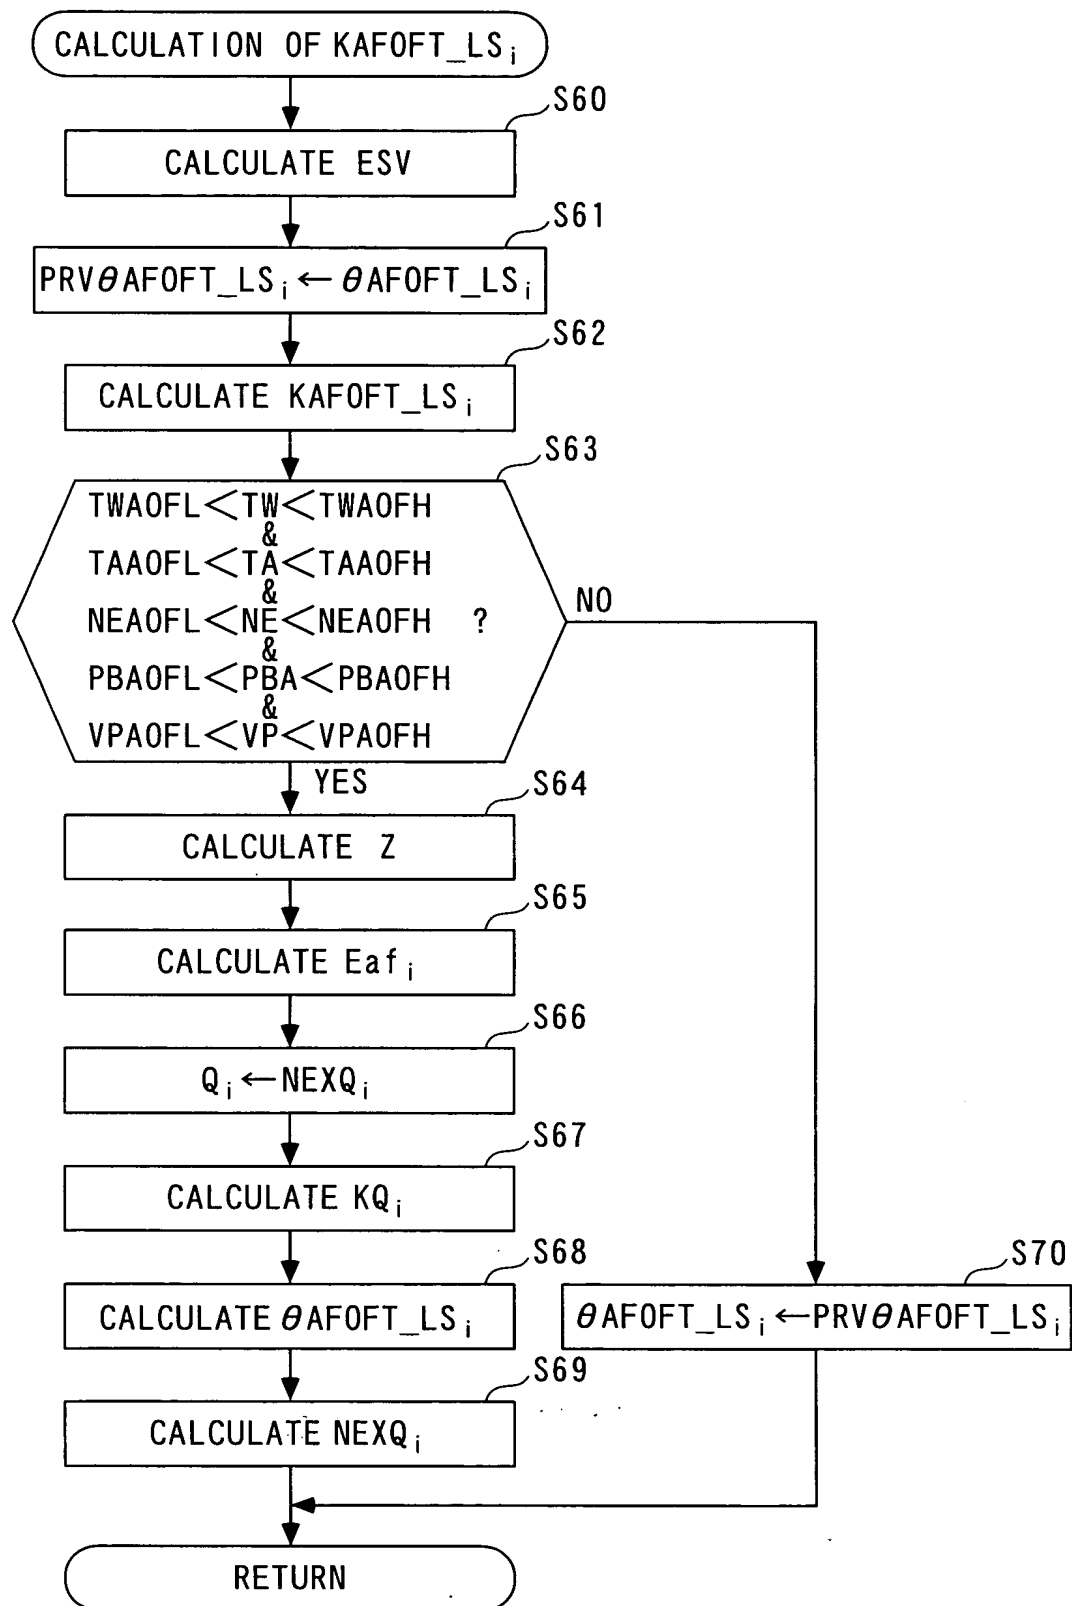 CALCULATION OF KAFOFT_LSi
S60
CALCULATE ESV
S61
PRVθAFOFT_LSi ← θAFOFT_LSi
S62
CALCULATE KAFOFT_LSi
S63
TWAOFL<TW<TWAOFH
&
TAAOFL<TA<TAAOFH
&
NEAOFL<NE<NEAOFH ?
&
PBAOFL<PBA<PBAOFH
&
VPAOFL<VP<VPAOFH
NO
YES
S64
CALCULATE Z
S65
CALCULATE Eafi
S66
Qi ← NEXQi
S67
CALCULATE KQi
S68
CALCULATE θAFOFT_LSi
S70
θAFOFT_LSi ← PRVθAFOFT_LSi
S69
CALCULATE NEXQi
RETURN